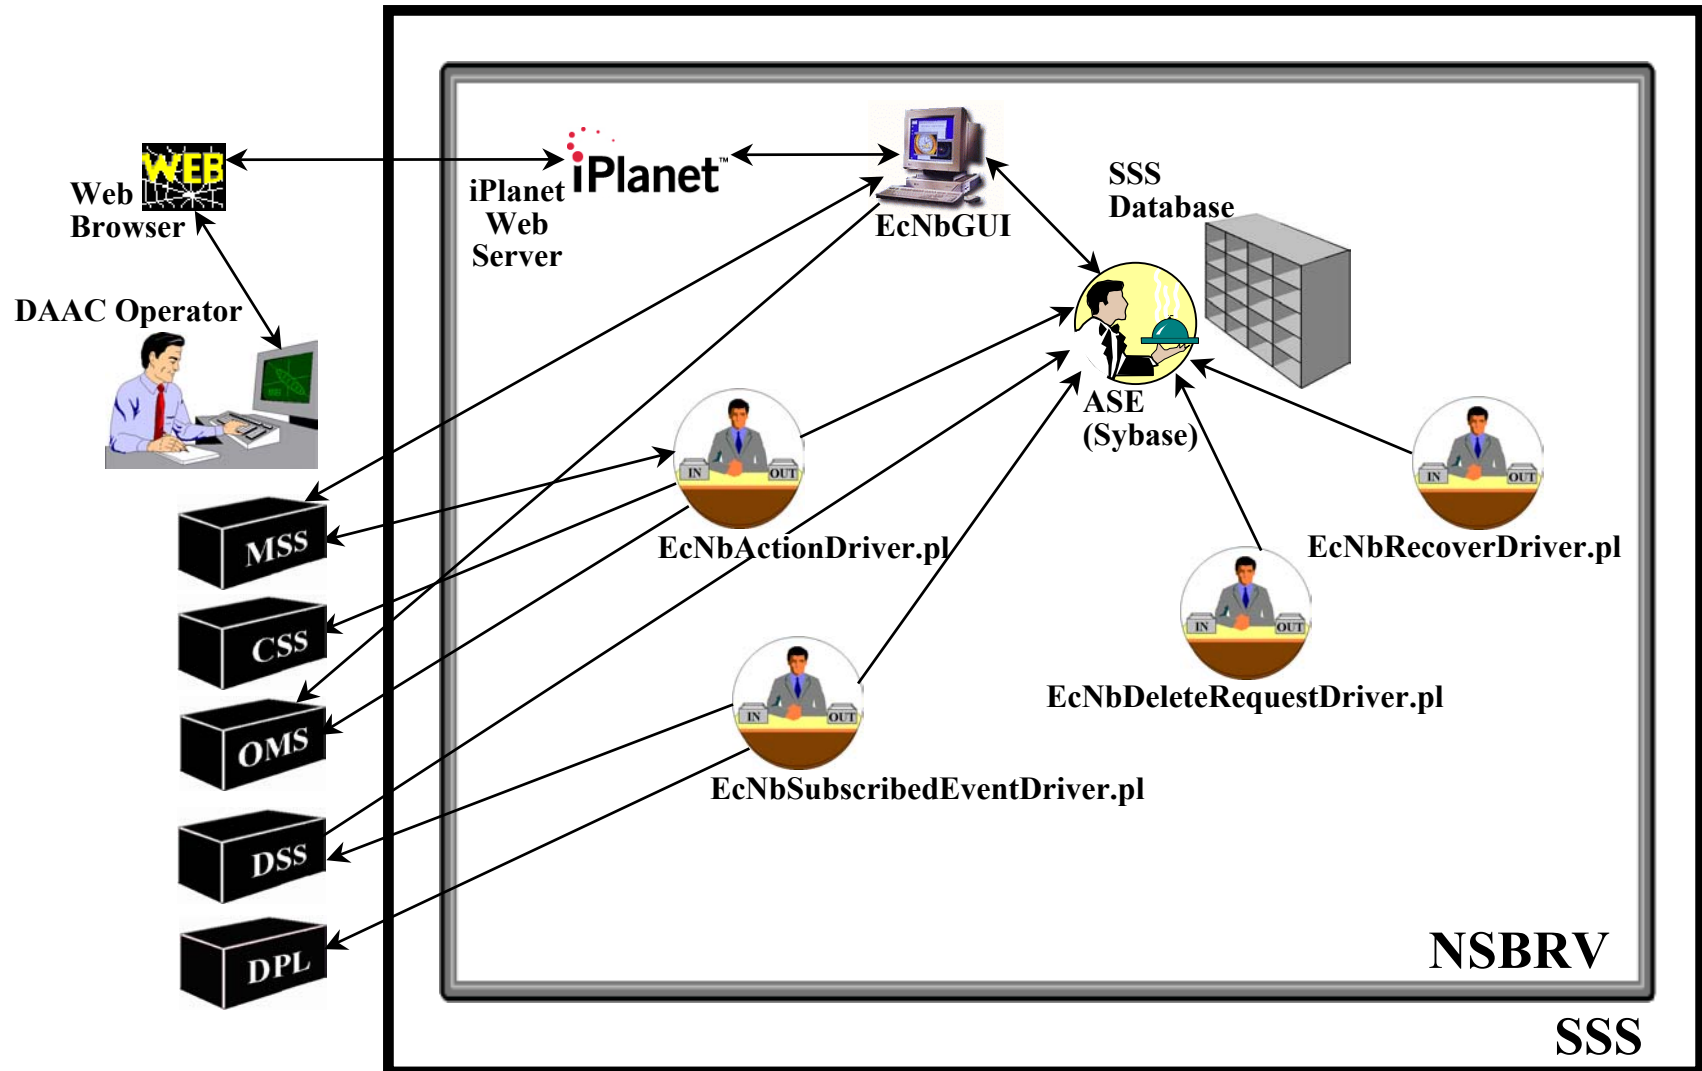 WEB
Web
Browser
DAAC Operator
iPlanet™
iPlanet
Web
Server
EcNbGUI
SSS
Database
ASE
(Sybase)
IN
OUT
EcNbActionDriver.pl
IN
OUT
EcNbRecoverDriver.pl
IN
OUT
EcNbDeleteRequestDriver.pl
IN
OUT
EcNbSubscribedEventDriver.pl
MSS
CSS
OMS
DSS
DPL
NSBRV
SSS